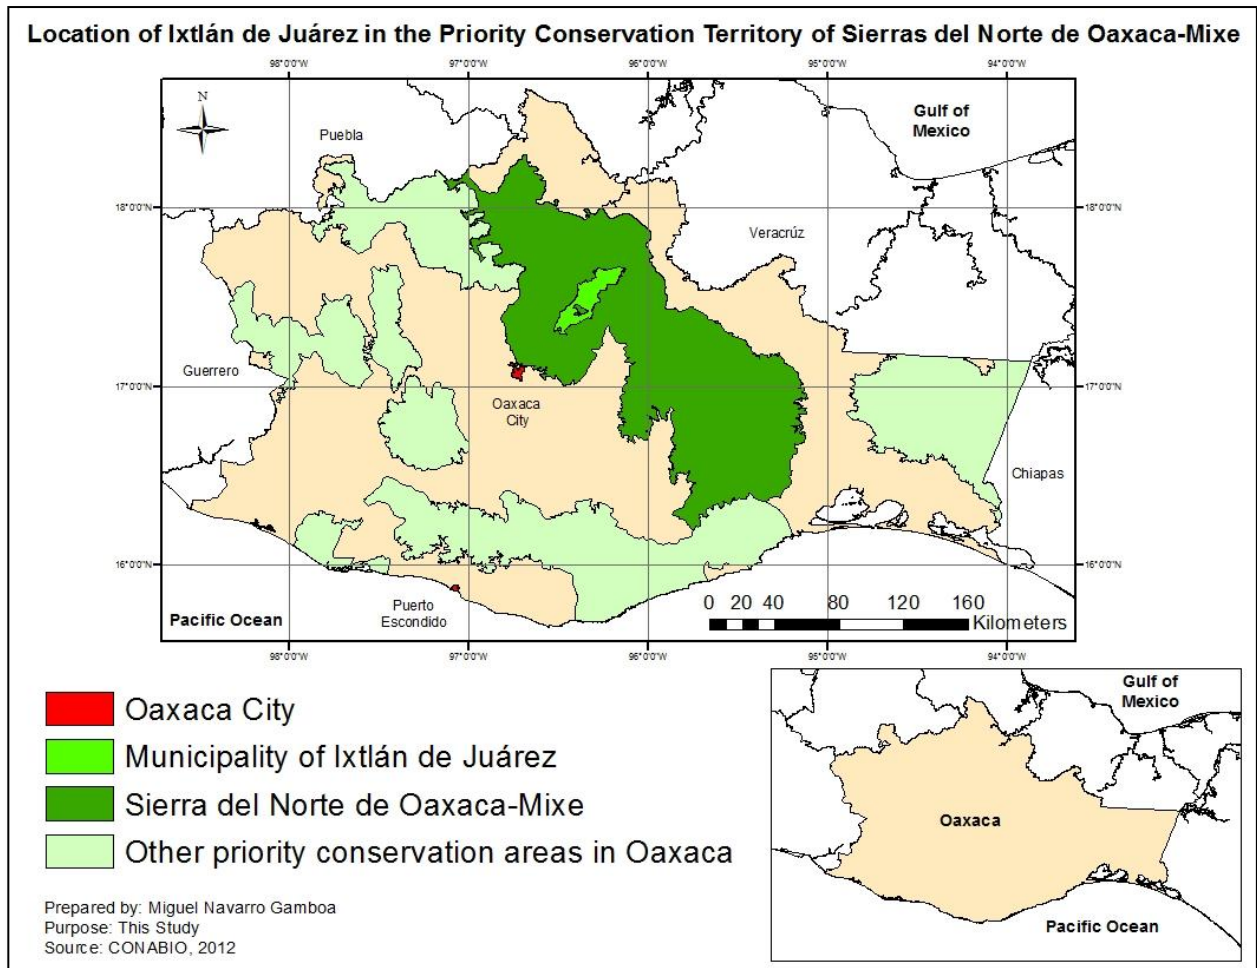 Location of Ixtlán de Juárez in the Priority Conservation Territory of Sierras del Norte de Oaxaca-Mixe
98°0'0"W 97°0'0"W 96°0'0"W 95°0'0"W 94°0'0"W
N
Gulf of
Mexico
Puebla
18°0'0"N 18°0'0"N
Veracrúz
Guerrero
17°0'0"N 17°0'0"N
Oaxaca
City
Chiapas
16°0'0"N 16°0'0"N
Puerto
Escondido
Pacific Ocean
0 20 40 80 120 160
Kilometers
98°0'0"W 97°0'0"W 96°0'0"W 95°0'0"W 94°0'0"W
Oaxaca City
Municipality of Ixtlán de Juárez
Sierra del Norte de Oaxaca-Mixe
Other priority conservation areas in Oaxaca
Prepared by: Miguel Navarro Gamboa
Purpose: This Study
Source: CONABIO, 2012
Gulf of
Mexico
Oaxaca
Pacific Ocean